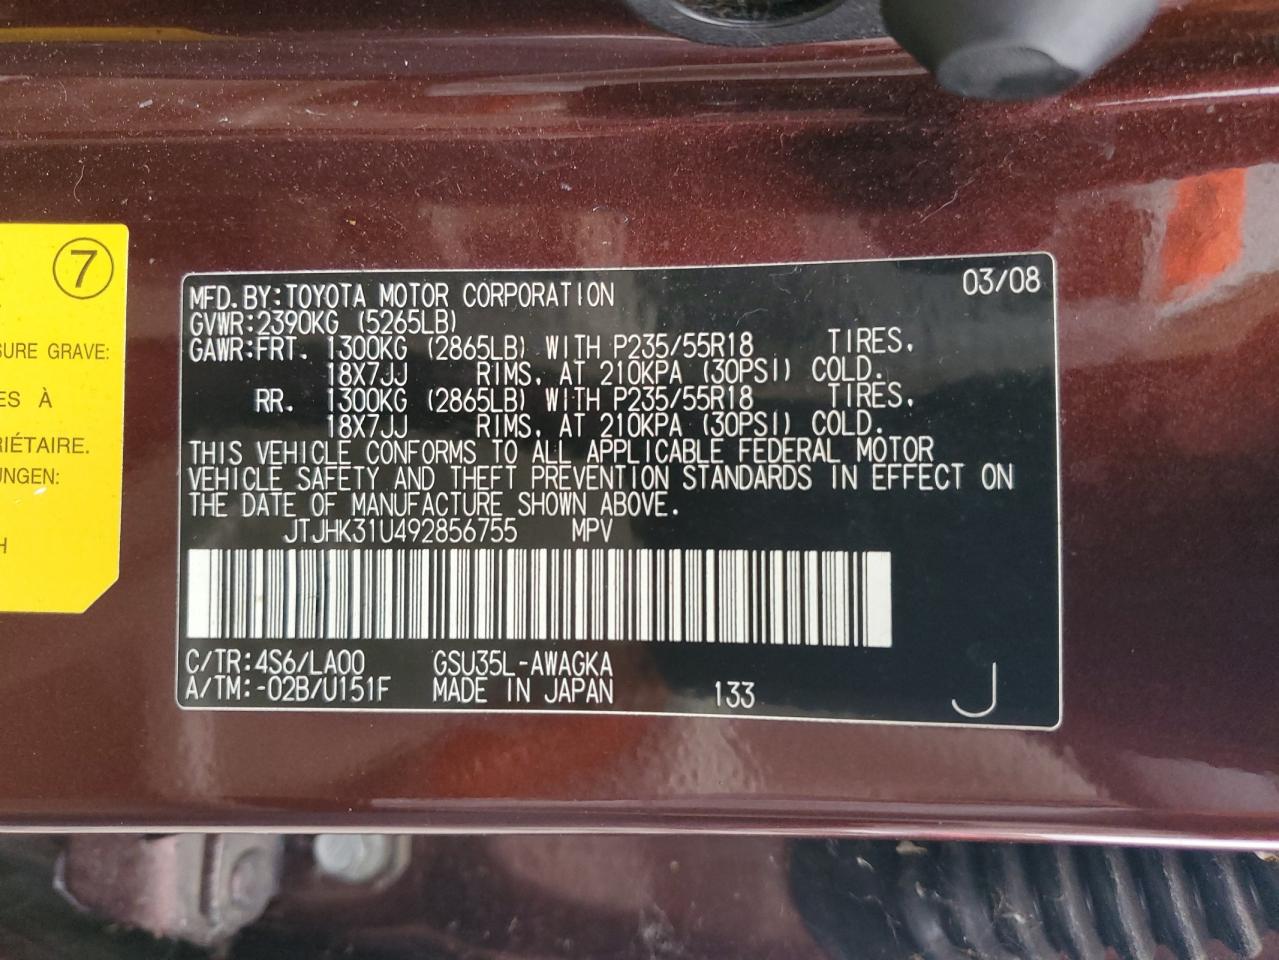 7
SURE GRAVE:
ES À
RIÉTAIRE.
UNGEN:
H
03/08
MFD.BY:TOYOTA MOTOR CORPORATION
GVWR:2390KG (5265LB)
GAWR:FRT. 1300KG (2865LB) WITH P235/55R18 TIRES,
18X7JJ RIMS, AT 210KPA (30PSI) COLD.
RR. 1300KG (2865LB) WITH P235/55R18 TIRES,
18X7JJ RIMS, AT 210KPA (30PSI) COLD.
THIS VEHICLE CONFORMS TO ALL APPLICABLE FEDERAL MOTOR
VEHICLE SAFETY AND THEFT PREVENTION STANDARDS IN EFFECT ON
THE DATE OF MANUFACTURE SHOWN ABOVE.
JTJHK31U492856755 MPV
C/TR:4S6/LA00 GSU35L-AWAGKA
A/TM:-02B/U151F MADE IN JAPAN 133 J